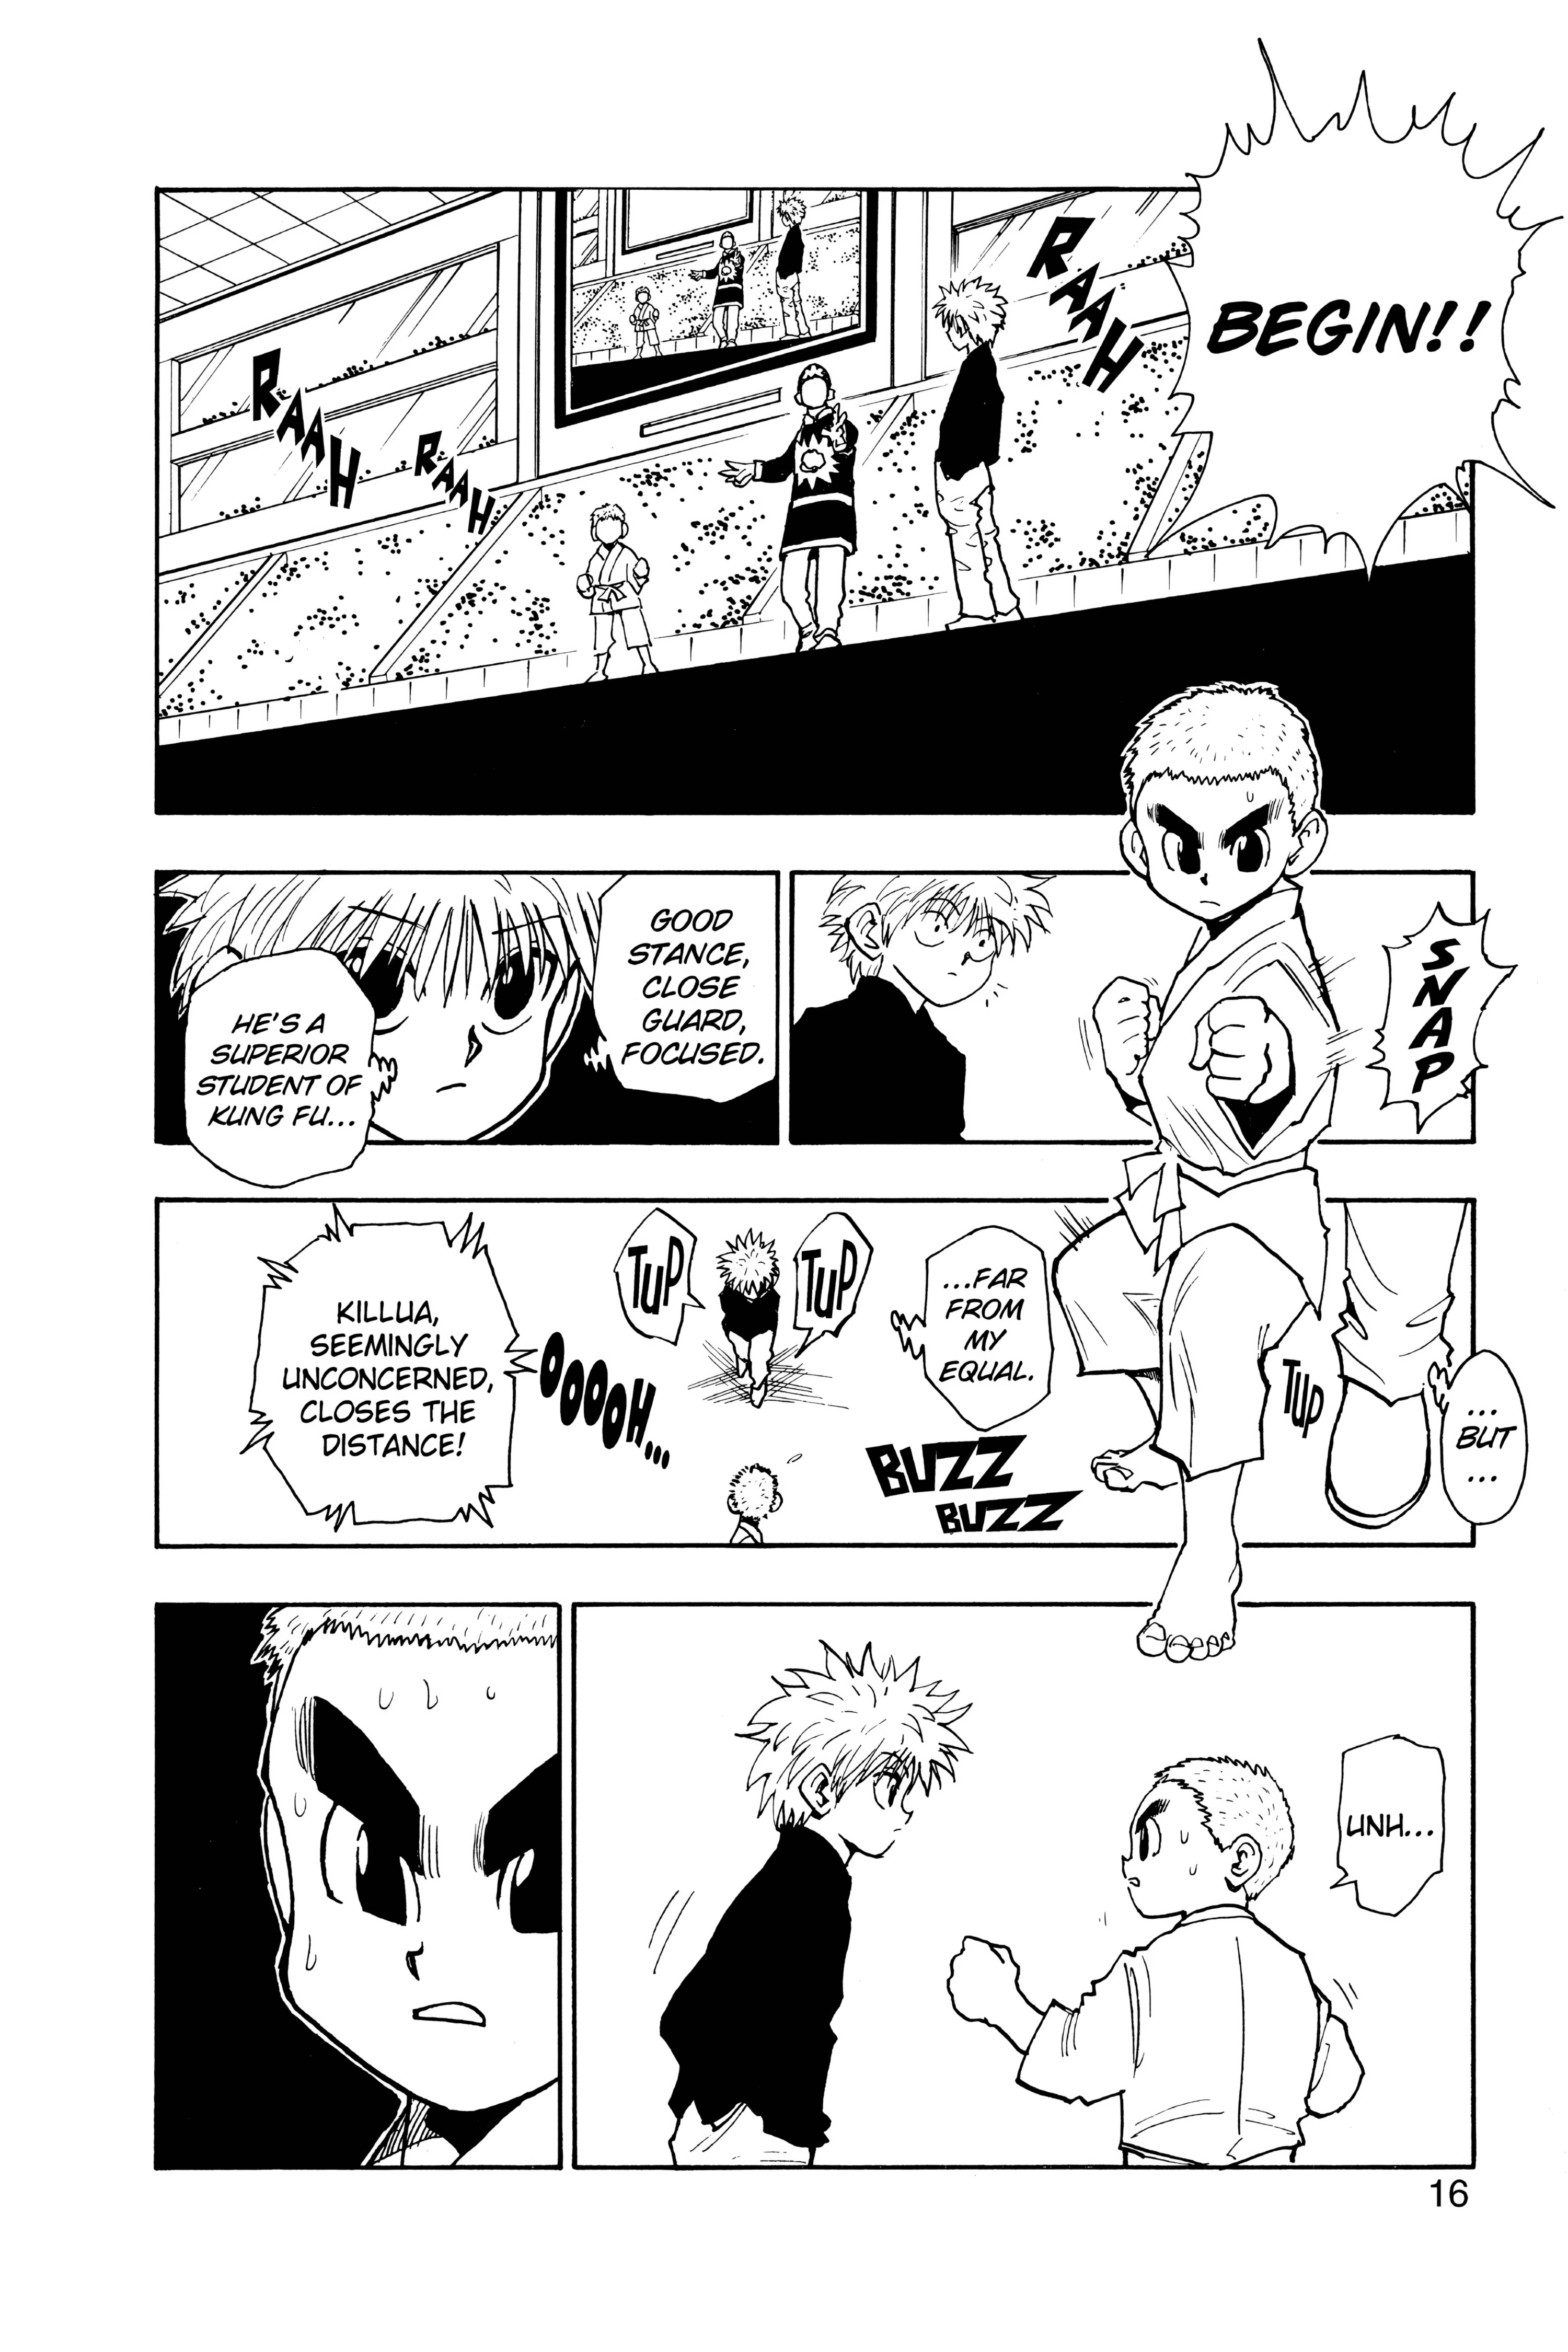 BEGIN!!
RAAH
RAAH
RAAH
SNAP
GOOD
STANCE,
CLOSE
GUARD,
FOCUSED.
HE'S A
SUPERIOR
STUDENT OF
KUNG FU...
...
BUT
...
TUP
...FAR
FROM
MY
EQUAL.
BUZZ
BUZZ
TUP
TUP
OOOOH...
KILLUA,
SEEMINGLY
UNCONCERNED,
CLOSES THE
DISTANCE!
UNH...
16